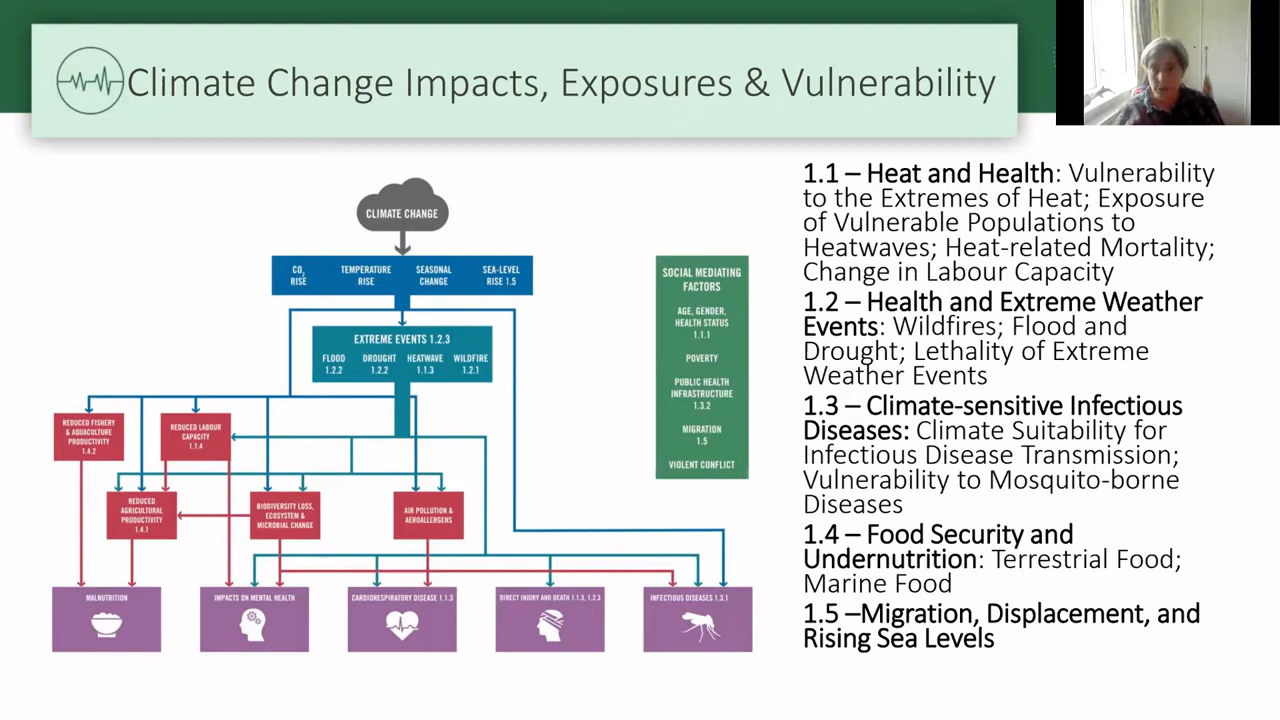 Climate Change Impacts, Exposures & Vulnerability
CLIMATE CHANGE
CO₂
RISE
TEMPERATURE
RISE
SEASONAL
CHANGE
SEA-LEVEL
RISE 1.5
EXTREME EVENTS 1.2.3
FLOOD
1.2.2
DROUGHT
1.2.2
HEATWAVE
1.1.3
WILDFIRE
1.2.1
REDUCED FISHERY
& AQUACULTURE
PRODUCTIVITY
1.4.2
REDUCED LABOUR
CAPACITY
1.1.4
REDUCED
AGRICULTURAL
PRODUCTIVITY
1.4.1
BIODIVERSITY LOSS,
ECOSYSTEM &
MICROBIAL CHANGE
AIR POLLUTION &
AEROALLERGENS
MALNUTRITION
IMPACTS ON MENTAL HEALTH
CARDIORESPIRATORY DISEASE 1.1.3
DIRECT INJURY AND DEATH 1.1.3, 1.2.3
INFECTIOUS DISEASES 1.3.1
SOCIAL MEDIATING
FACTORS
AGE, GENDER,
HEALTH STATUS
1.1.1
POVERTY
PUBLIC HEALTH
INFRASTRUCTURE
1.3.2
MIGRATION
1.5
VIOLENT CONFLICT
1.1 – Heat and Health: Vulnerability
to the Extremes of Heat; Exposure
of Vulnerable Populations to
Heatwaves; Heat-related Mortality;
Change in Labour Capacity
1.2 – Health and Extreme Weather
Events: Wildfires; Flood and
Drought; Lethality of Extreme
Weather Events
1.3 – Climate-sensitive Infectious
Diseases: Climate Suitability for
Infectious Disease Transmission;
Vulnerability to Mosquito-borne
Diseases
1.4 – Food Security and
Undernutrition: Terrestrial Food;
Marine Food
1.5 –Migration, Displacement, and
Rising Sea Levels